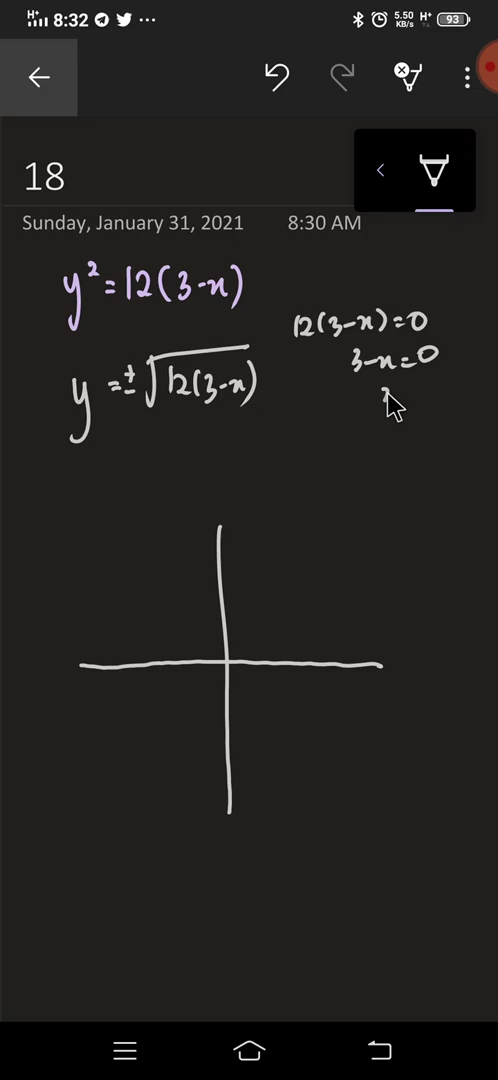 8:32 ... 5.50 KB/s H+ 93
18
Sunday, January 31, 2021 8:30 AM
y² = 12(3-x)
12(3-x)=0
3-x=0
y = ±√12(3-x)